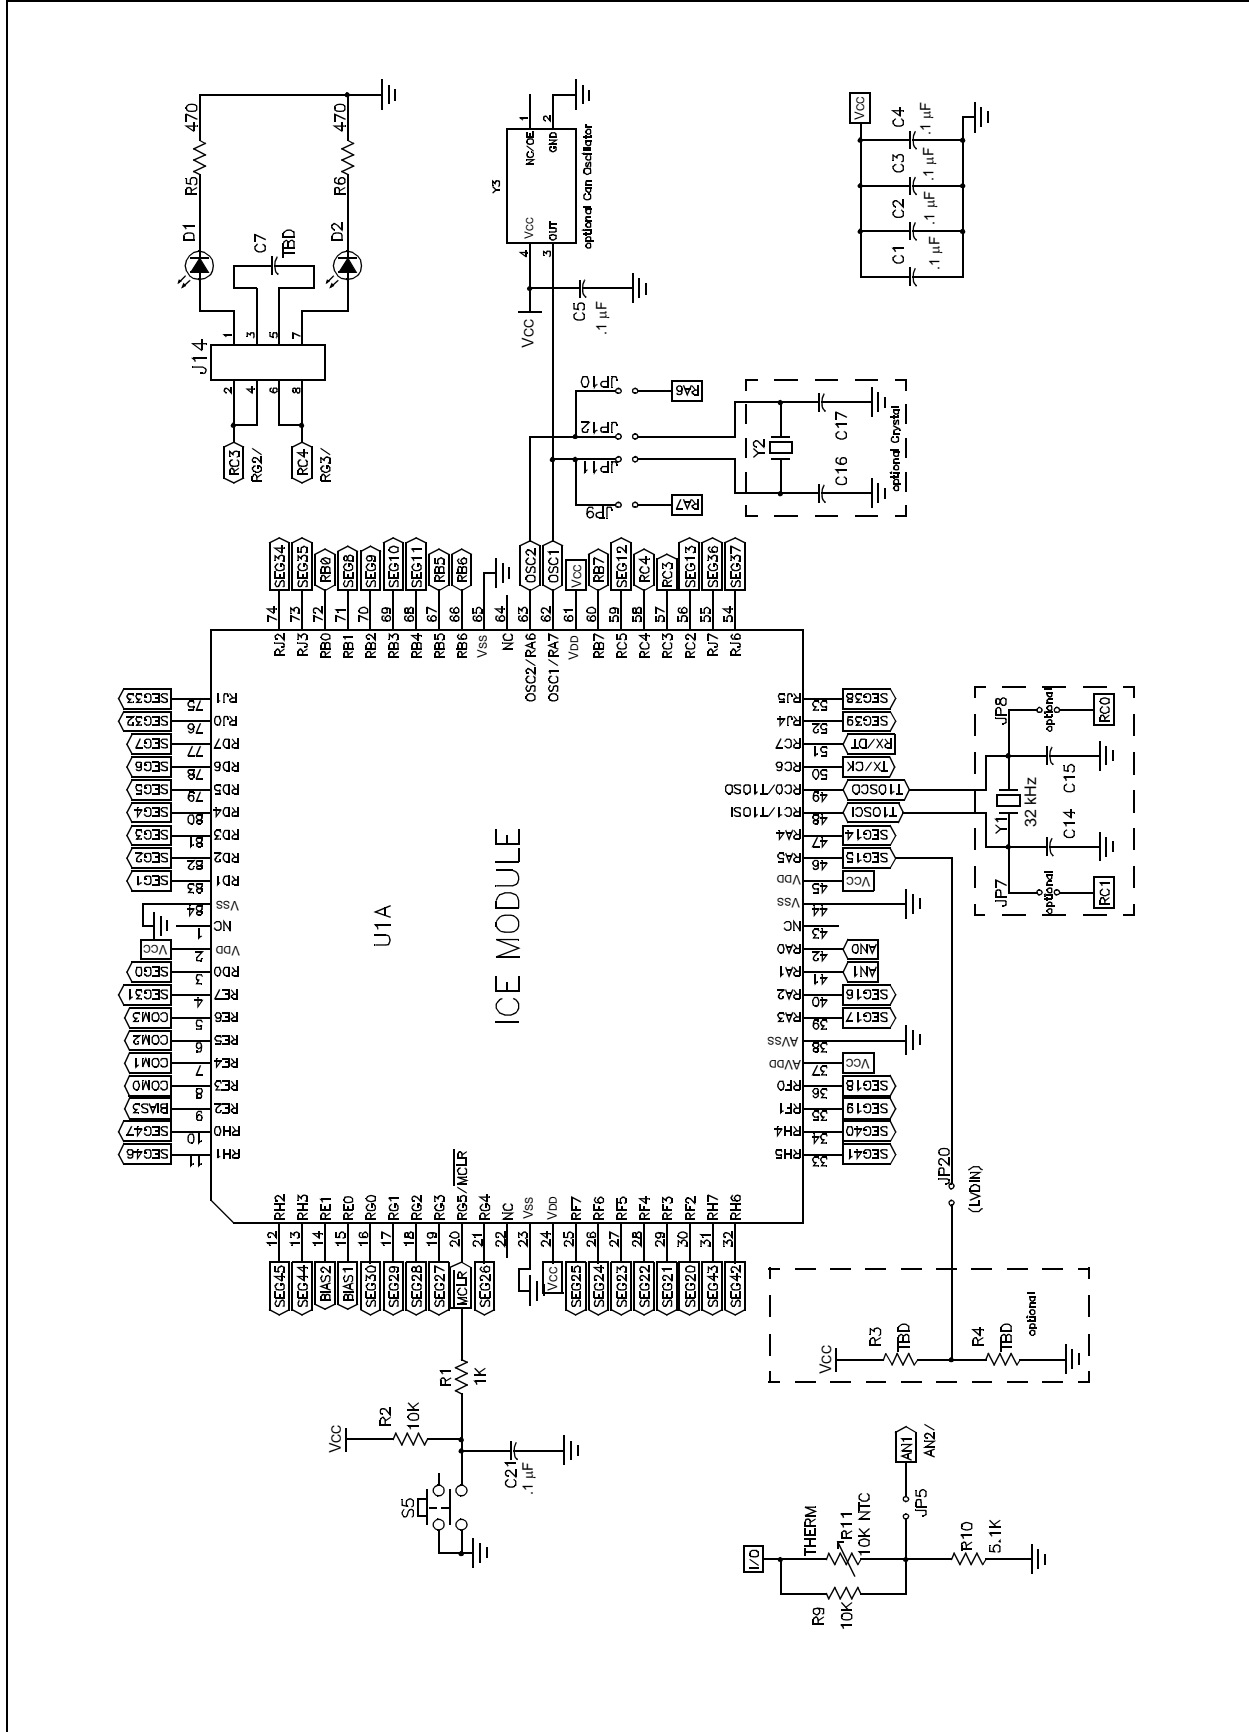 R5 470
R6 470
D1
D2
C7
TBD
J14
1 3 5 7
2 4 6 8
RC3
RG2/
RC4
RG3/
NC/OE 1
GND 2
Y3
VCC 4
OUT 3
optional Can Oscillator
VCC
C5
.1 µF
VCC
C4 .1 µF
C3 .1 µF
C2 .1 µF
C1 .1 µF
JP10
JP12
JP11
JP9
RA6
RA7
Y2
C17
C16
optional Crystal
SEG34 74 RJ2
SEG35 73 RJ3
RB0 72 RB0
SEG8 71 RB1
SEG9 70 RB2
SEG10 69 RB3
SEG11 68 RB4
RB5 67 RB5
RB6 66 RB6
65 VSS
64 NC
OSC2 63 OSC2/RA6
OSC1 62 OSC1/RA7
VCC 61 VDD
RB7 60 RB7
SEG12 59 RC5
RC4 58 RC4
RC3 57 RC3
SEG13 56 RC2
SEG36 55 RJ7
SEG37 54 RJ6
SEG33 75 RJ1
SEG32 76 RJ0
SEG7 77 RD7
SEG6 78 RD6
SEG5 79 RD5
SEG4 80 RD4
SEG3 81 RD3
SEG2 82 RD2
SEG1 83 RD1
84 VSS
1 NC
VCC 2 VDD
SEG0 3 RD0
SEG31 4 RE7
COM3 5 RE6
COM2 6 RE5
COM1 7 RE4
COM0 8 RE3
BIAS3 9 RE2
SEG47 10 RH0
SEG46 11 RH1
U1A
ICE MODULE
RJ5 53 SEG38
RJ4 52 SEG39
RC7 51 RX/DT
RC6 50 TX/CK
RC0/T1OSO 49 T1OSCO
RC1/T1OSI 48 T1OSCI
RA4 47 SEG14
RA5 46 SEG15
VDD 45 VCC
VSS 44
NC 43
RA0 42 AN0
RA1 41 AN1
RA2 40 SEG16
RA3 39 SEG17
AVSS 38
AVDD 37 VCC
RF0 36 SEG18
RF1 35 SEG19
RH4 34 SEG40
RH5 33 SEG41
JP8
optional
RC0
C15
Y1
32 kHz
C14
JP7
optional
RC1
RH2 12 SEG45
RH3 13 SEG44
RE1 14 BIAS2
RE0 15 BIAS1
RG0 16 SEG30
RG1 17 SEG29
RG2 18 SEG28
RG3 19 SEG27
RG5/MCLR 20 MCLR
RG4 21 SEG26
NC 22
VSS 23
VDD 24 VCC
RF7 25 SEG25
RF6 26 SEG24
RF5 27 SEG23
RF4 28 SEG22
RF3 29 SEG21
RF2 30 SEG20
RH7 31 SEG43
RH6 32 SEG42
JP20
(LVDIN)
VCC
R3
TBD
R4
TBD
optional
R1
1K
VCC
R2
10K
C21
.1 µF
S5
AN1
AN2/
JP5
I/O
THERM
R11
10K NTC
R9
10K
R10
5.1K